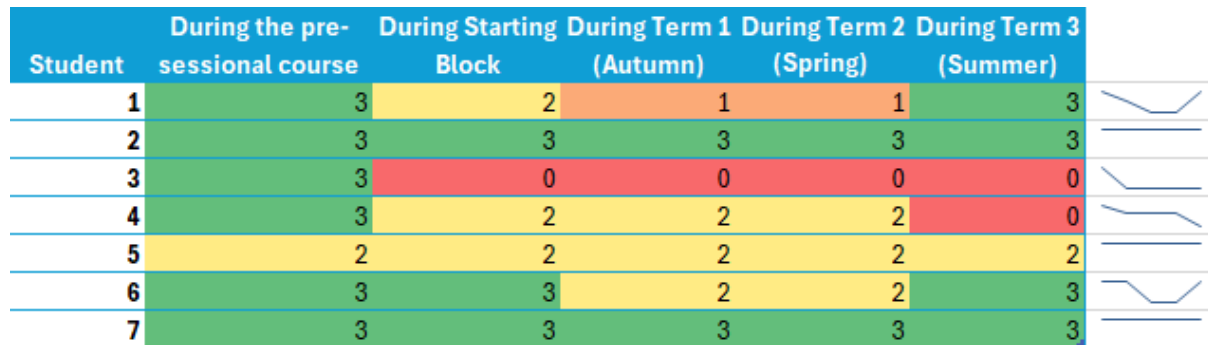 Student During the pre-sessional course During Starting Block During Term 1 (Autumn) During Term 2 (Spring) During Term 3 (Summer)
1 3 2 1 1 3
2 3 3 3 3 3
3 3 0 0 0 0
4 3 2 2 2 0
5 2 2 2 2 2
6 3 3 2 2 3
7 3 3 3 3 3